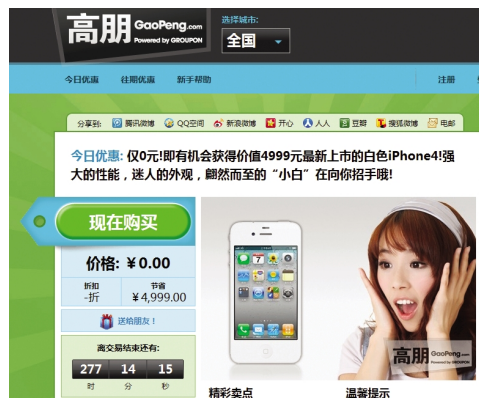 高朋 GaoPeng.com
Powered by GROUPON
选择城市:
全国
今日优惠 往期优惠 新手帮助 注册
分享到: 腾讯微博 QQ空间 新浪微博 开心 人人 豆瓣 搜狐微博 电邮
今日优惠: 仅0元!即有机会获得价值4999元最新上市的白色iPhone4!强
大的性能，迷人的外观，翩然而至的“小白”在向你招手哦!
现在购买
价格: ¥0.00
折扣 节省
-折 ¥4,999.00
送给朋友！
离交易结束还有:
277 14 15
时 分 秒
高朋 GaoPeng.com
Powered by GROUPON
精彩卖点 温馨提示